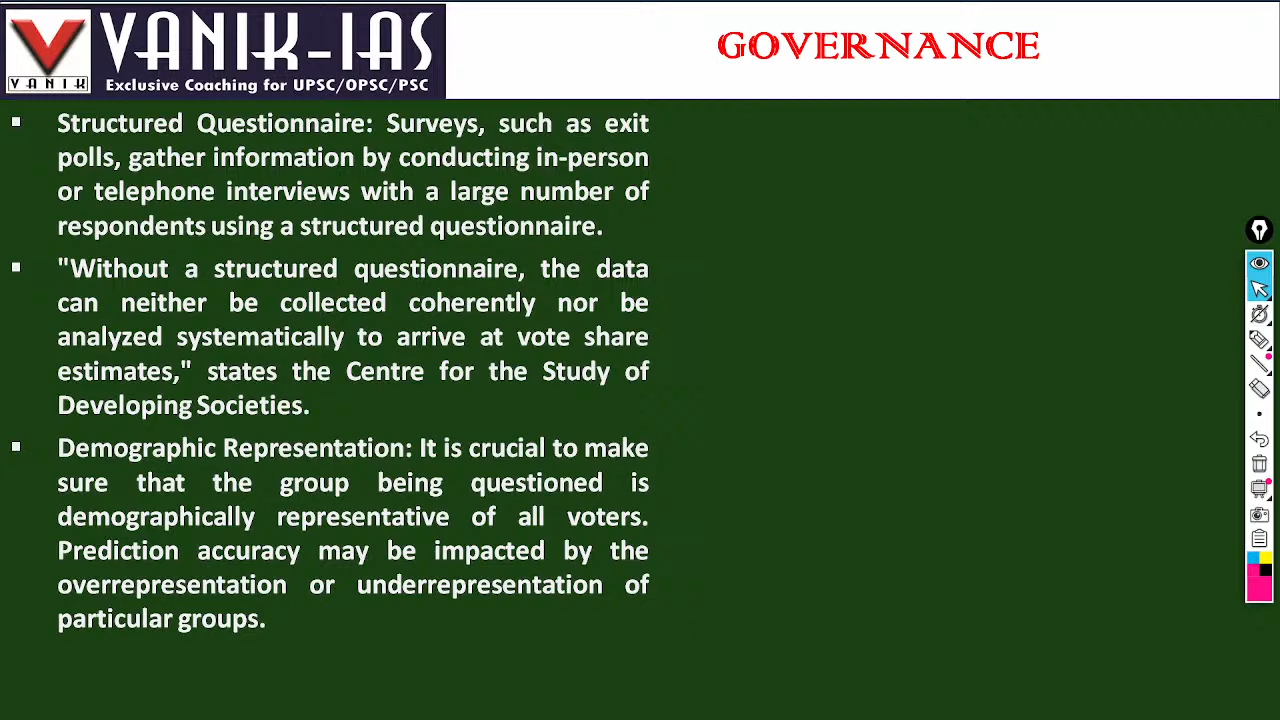 VANIK-IAS
VANIK
Exclusive Coaching for UPSC/OPSC/PSC
GOVERNANCE
▪ Structured Questionnaire: Surveys, such as exit
polls, gather information by conducting in-person
or telephone interviews with a large number of
respondents using a structured questionnaire.
▪ "Without a structured questionnaire, the data
can neither be collected coherently nor be
analyzed systematically to arrive at vote share
estimates," states the Centre for the Study of
Developing Societies.
▪ Demographic Representation: It is crucial to make
sure that the group being questioned is
demographically representative of all voters.
Prediction accuracy may be impacted by the
overrepresentation or underrepresentation of
particular groups.